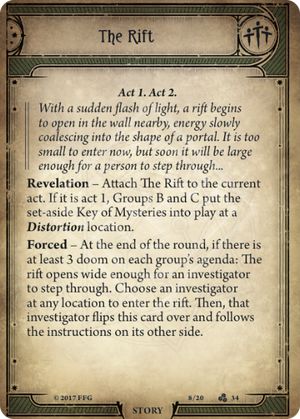 The Rift
Act 1. Act 2.
With a sudden flash of light, a rift begins
to open in the wall nearby, energy slowly
coalescing into the shape of a portal. It is too
small to enter now, but soon it will be large
enough for a person to step through...
Revelation – Attach The Rift to the current
act. If it is act 1, Groups B and C put the
set-aside Key of Mysteries into play at a
Distortion location.
Forced – At the end of the round, if there is
at least 3 doom on each group's agenda: The
rift opens wide enough for an investigator
to step through. Choose an investigator
at any location to enter the rift. Then, that
investigator flips this card over and follows
the instructions on its other side.
© 2017 FFG 8/20 34
STORY